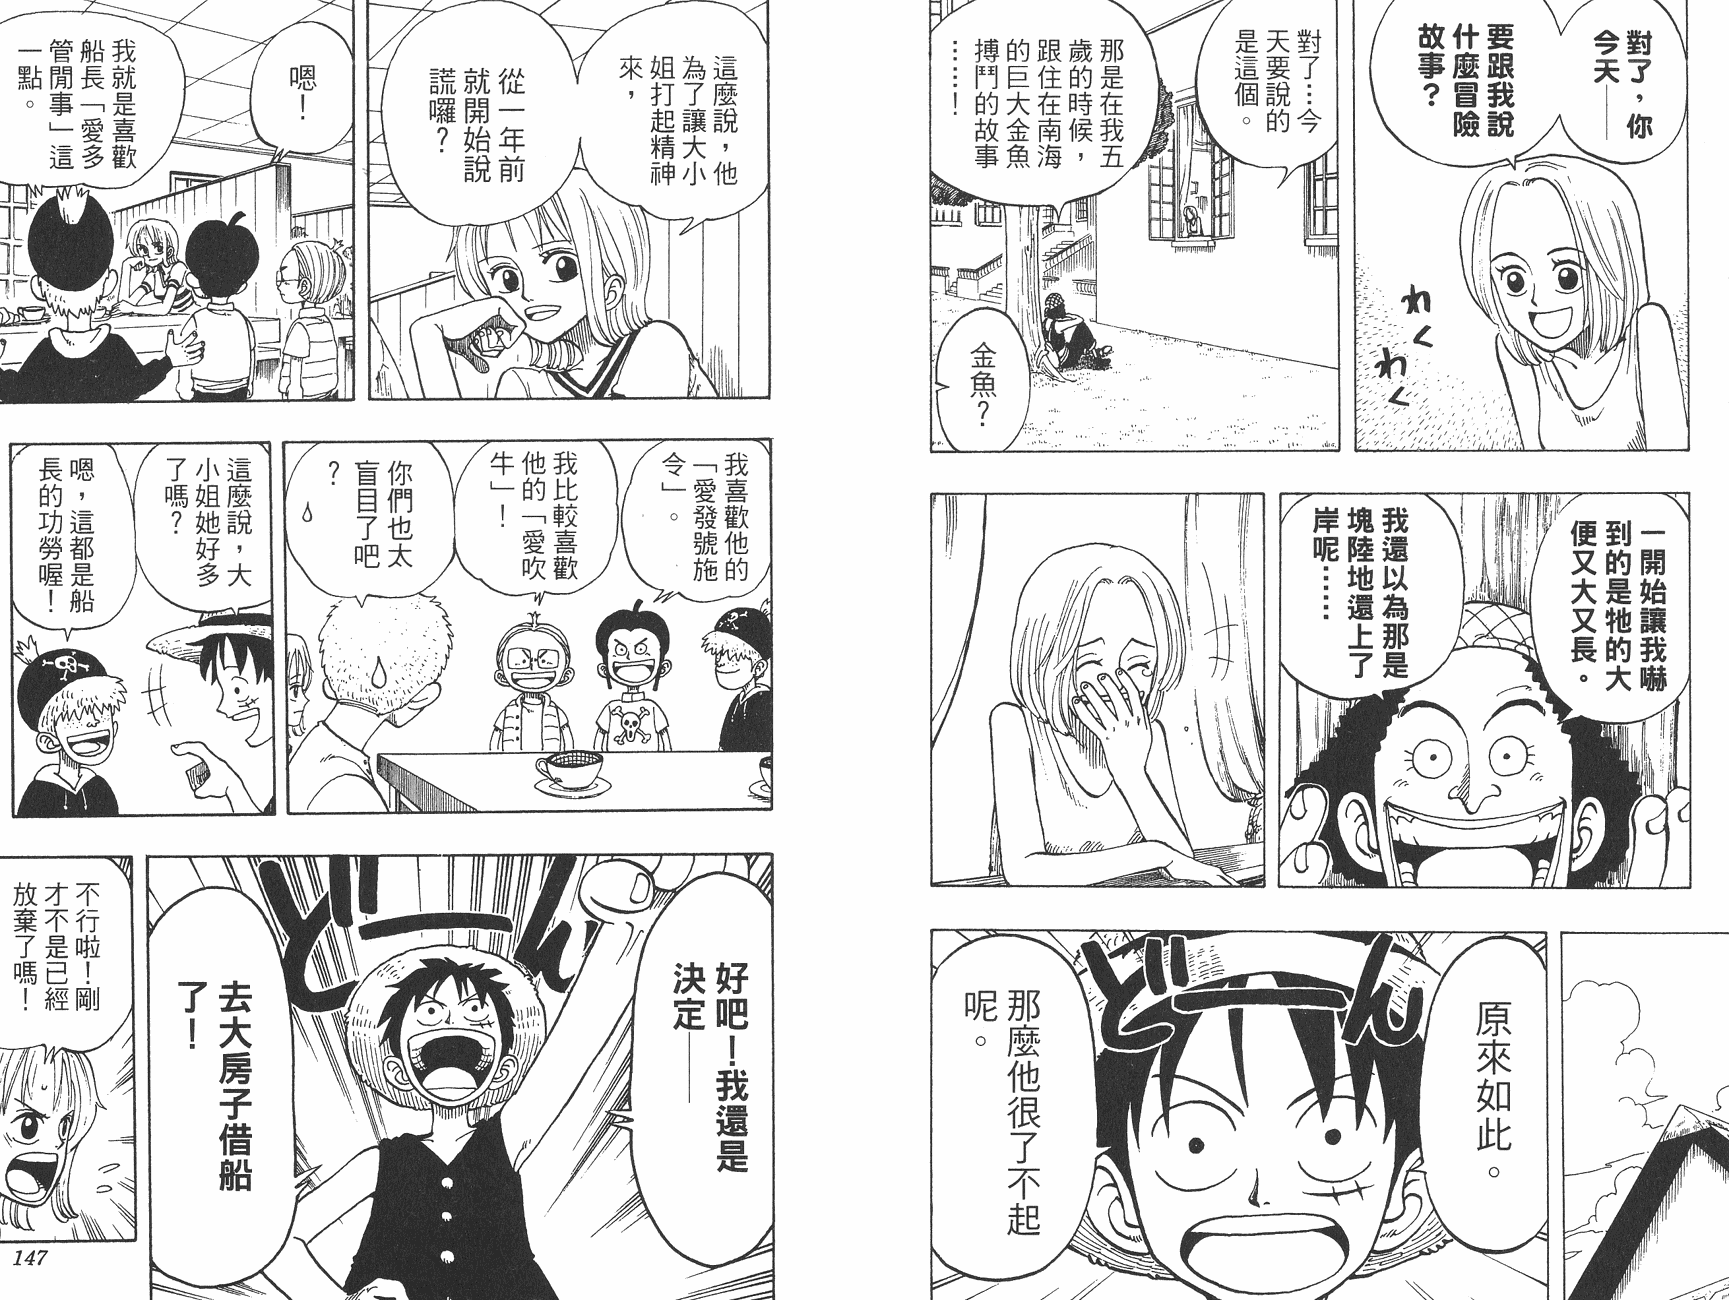 對了，你
今天——
要跟我說
什麼冒險
故事？
わく
わく
對了…今
天要說的
是這個。
那是在我五
歲的時候，
跟住在南海
的巨大金魚
搏鬥的故事
……！
金魚？
一開始讓我嚇
到的是牠的大
便又大又長。
我還以為那是
塊陸地還上了
岸呢……
原來如此。
那麼他很了不起
呢。
どーん
這麼說，他
為了讓大小
姐打起精神
來，
從一年前
就開始說
謊囉？
嗯！
我就是喜歡
船長「愛多
管閒事」這
一點。
我喜歡他的
「愛發號施
令」。
我比較喜歡
他的「愛吹
牛」！
你們也太
盲目了吧
？
這麼說，大
小姐她好多
了嗎？
嗯，這都是船
長的功勞喔！
好吧！我還是
決定——
どーん
去大房子借船
了！
不行啦！剛
才不是已經
放棄了嗎！
147